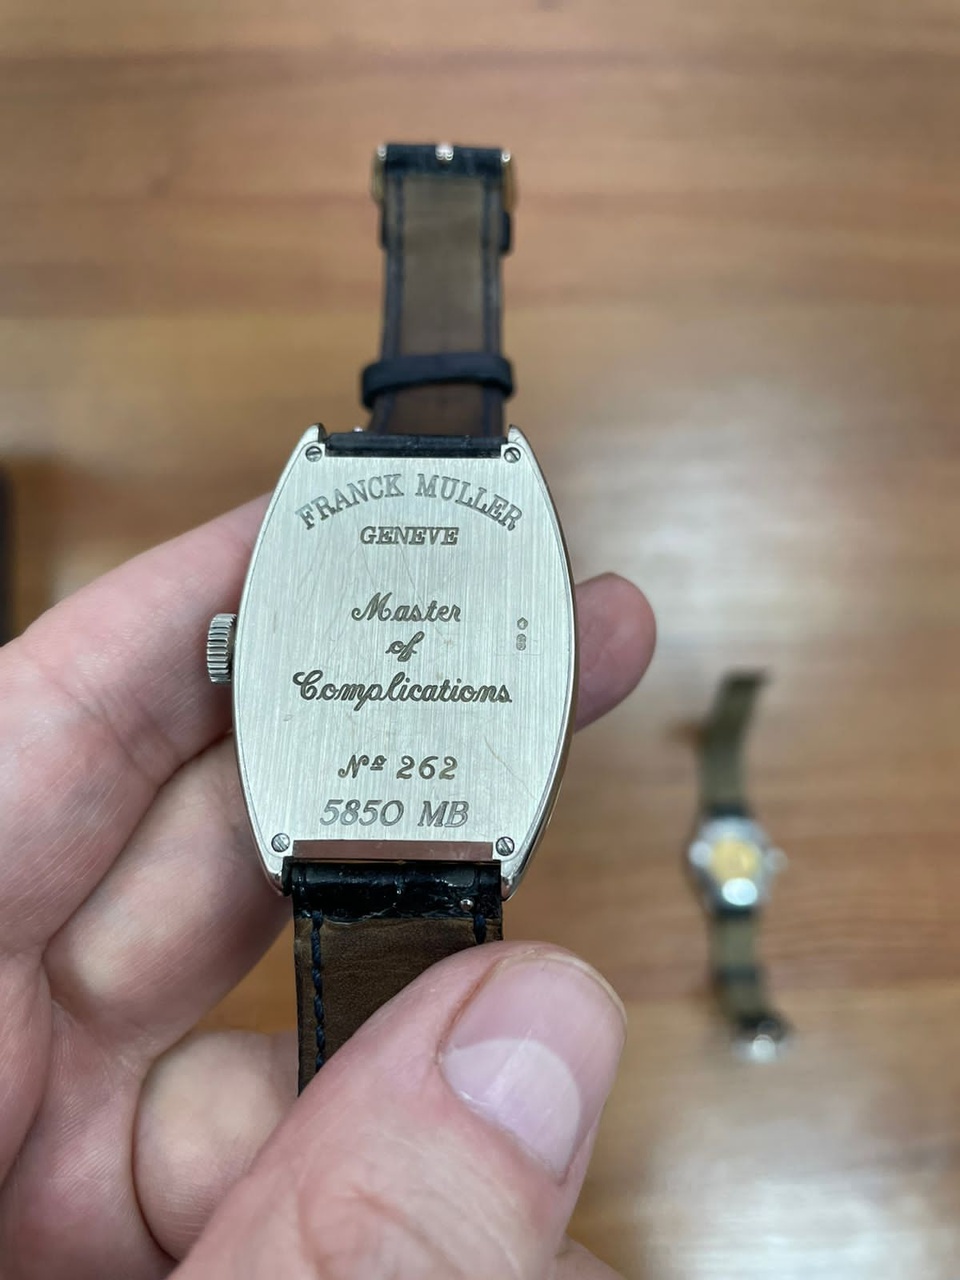 FRANCK MULLER
GENEVE
Master
of
Complications
Nº 262
5850 MB